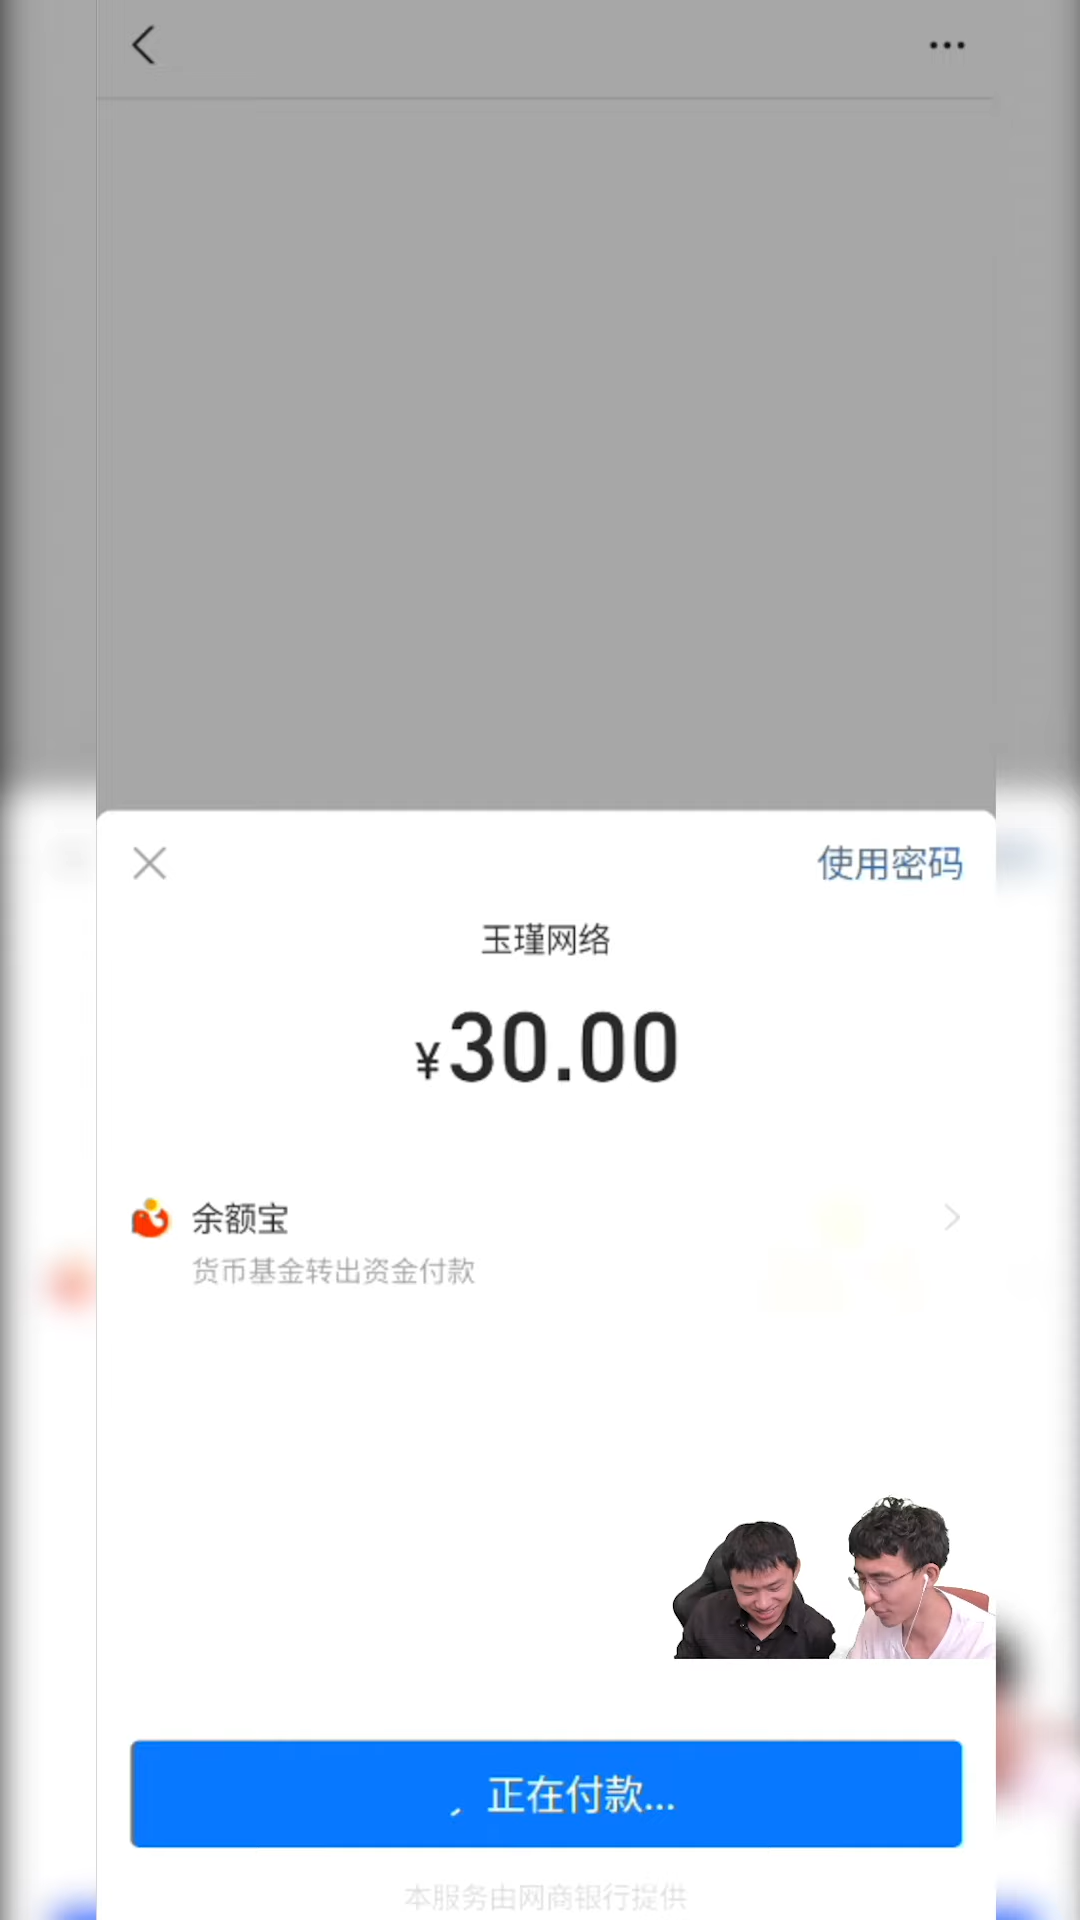 使用密码
玉瑾网络
¥30.00
余额宝
货币基金转出资金付款
正在付款...
本服务由网商银行提供